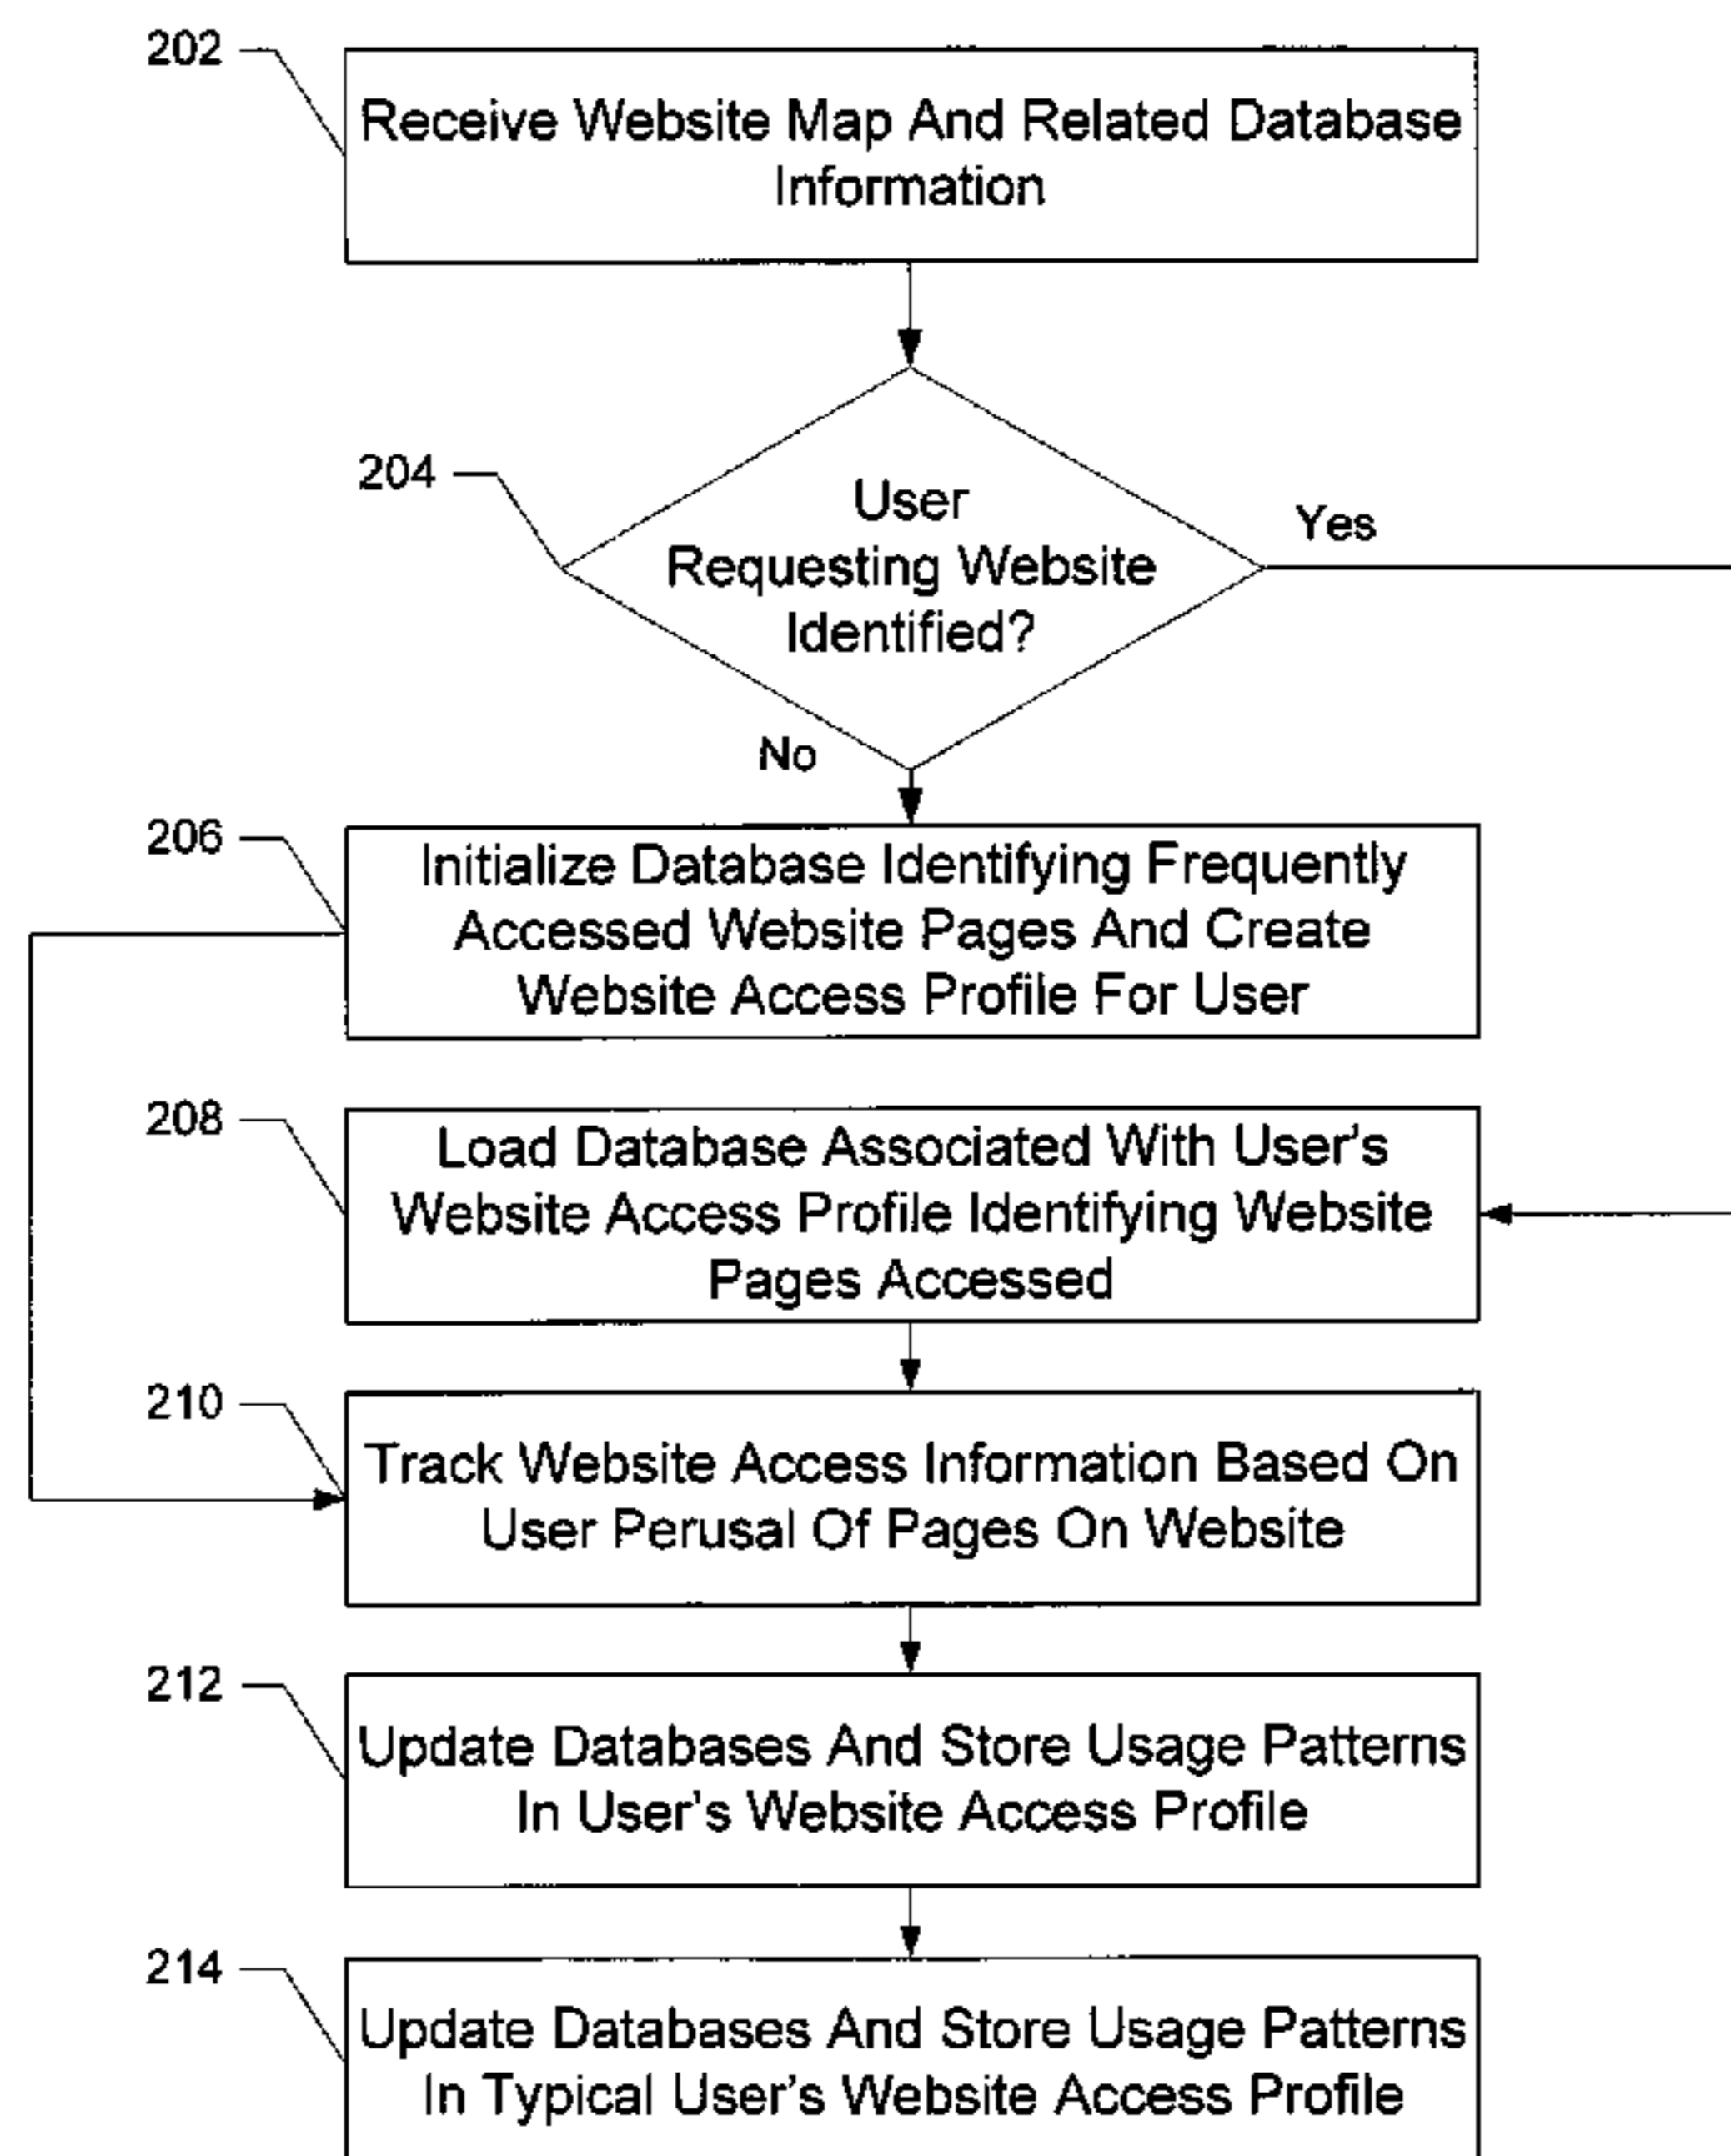 202
Receive Website Map And Related Database
Information
204
User
Requesting Website
Identified?
Yes
No
206
Initialize Database Identifying Frequently
Accessed Website Pages And Create
Website Access Profile For User
208
Load Database Associated With User's
Website Access Profile Identifying Website
Pages Accessed
210
Track Website Access Information Based On
User Perusal Of Pages On Website
212
Update Databases And Store Usage Patterns
In User's Website Access Profile
214
Update Databases And Store Usage Patterns
In Typical User's Website Access Profile